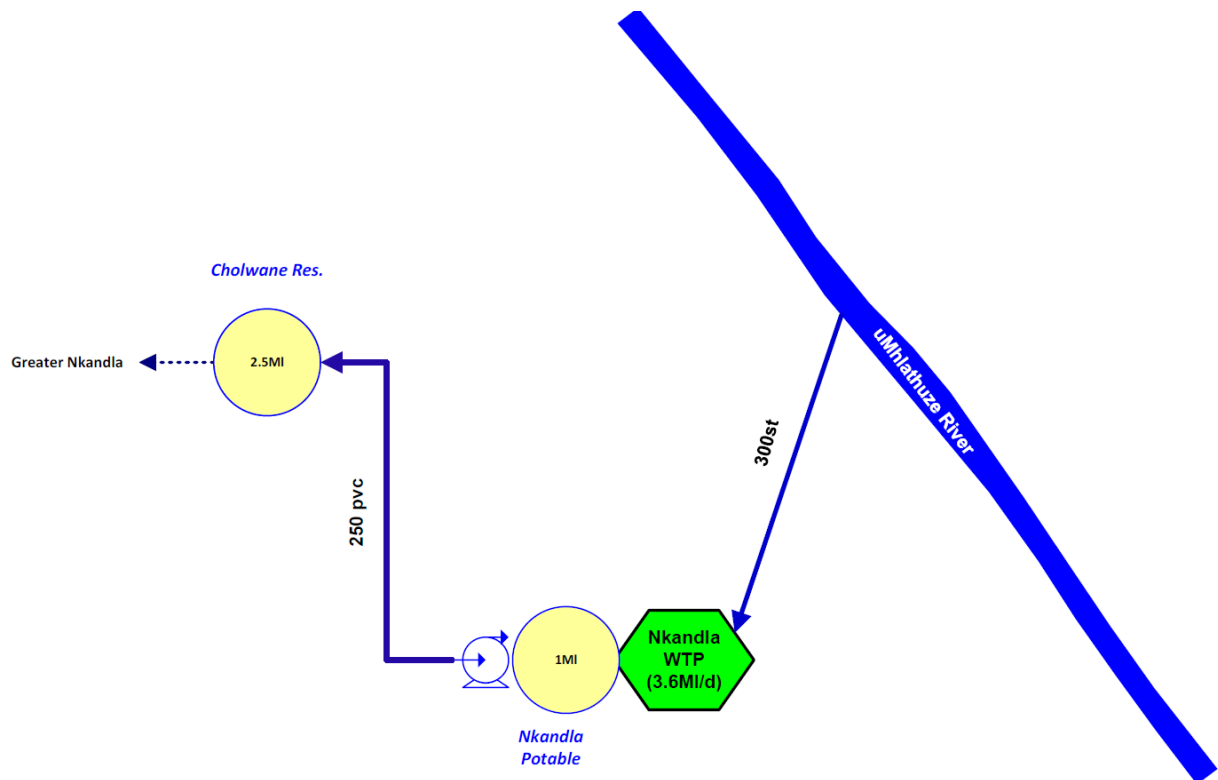 Cholwane Res.
Greater Nkandla
2.5Ml
uMhlathuze River
300st
250 pvc
1Ml
Nkandla
WTP
(3.6Ml/d)
Nkandla
Potable